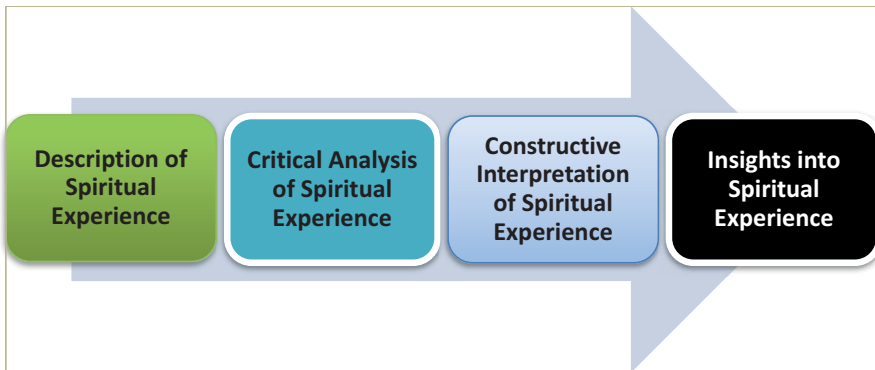 Description of
Spiritual
Experience
Critical Analysis
of Spiritual
Experience
Constructive
Interpretation
of Spiritual
Experience
Insights into
Spiritual
Experience